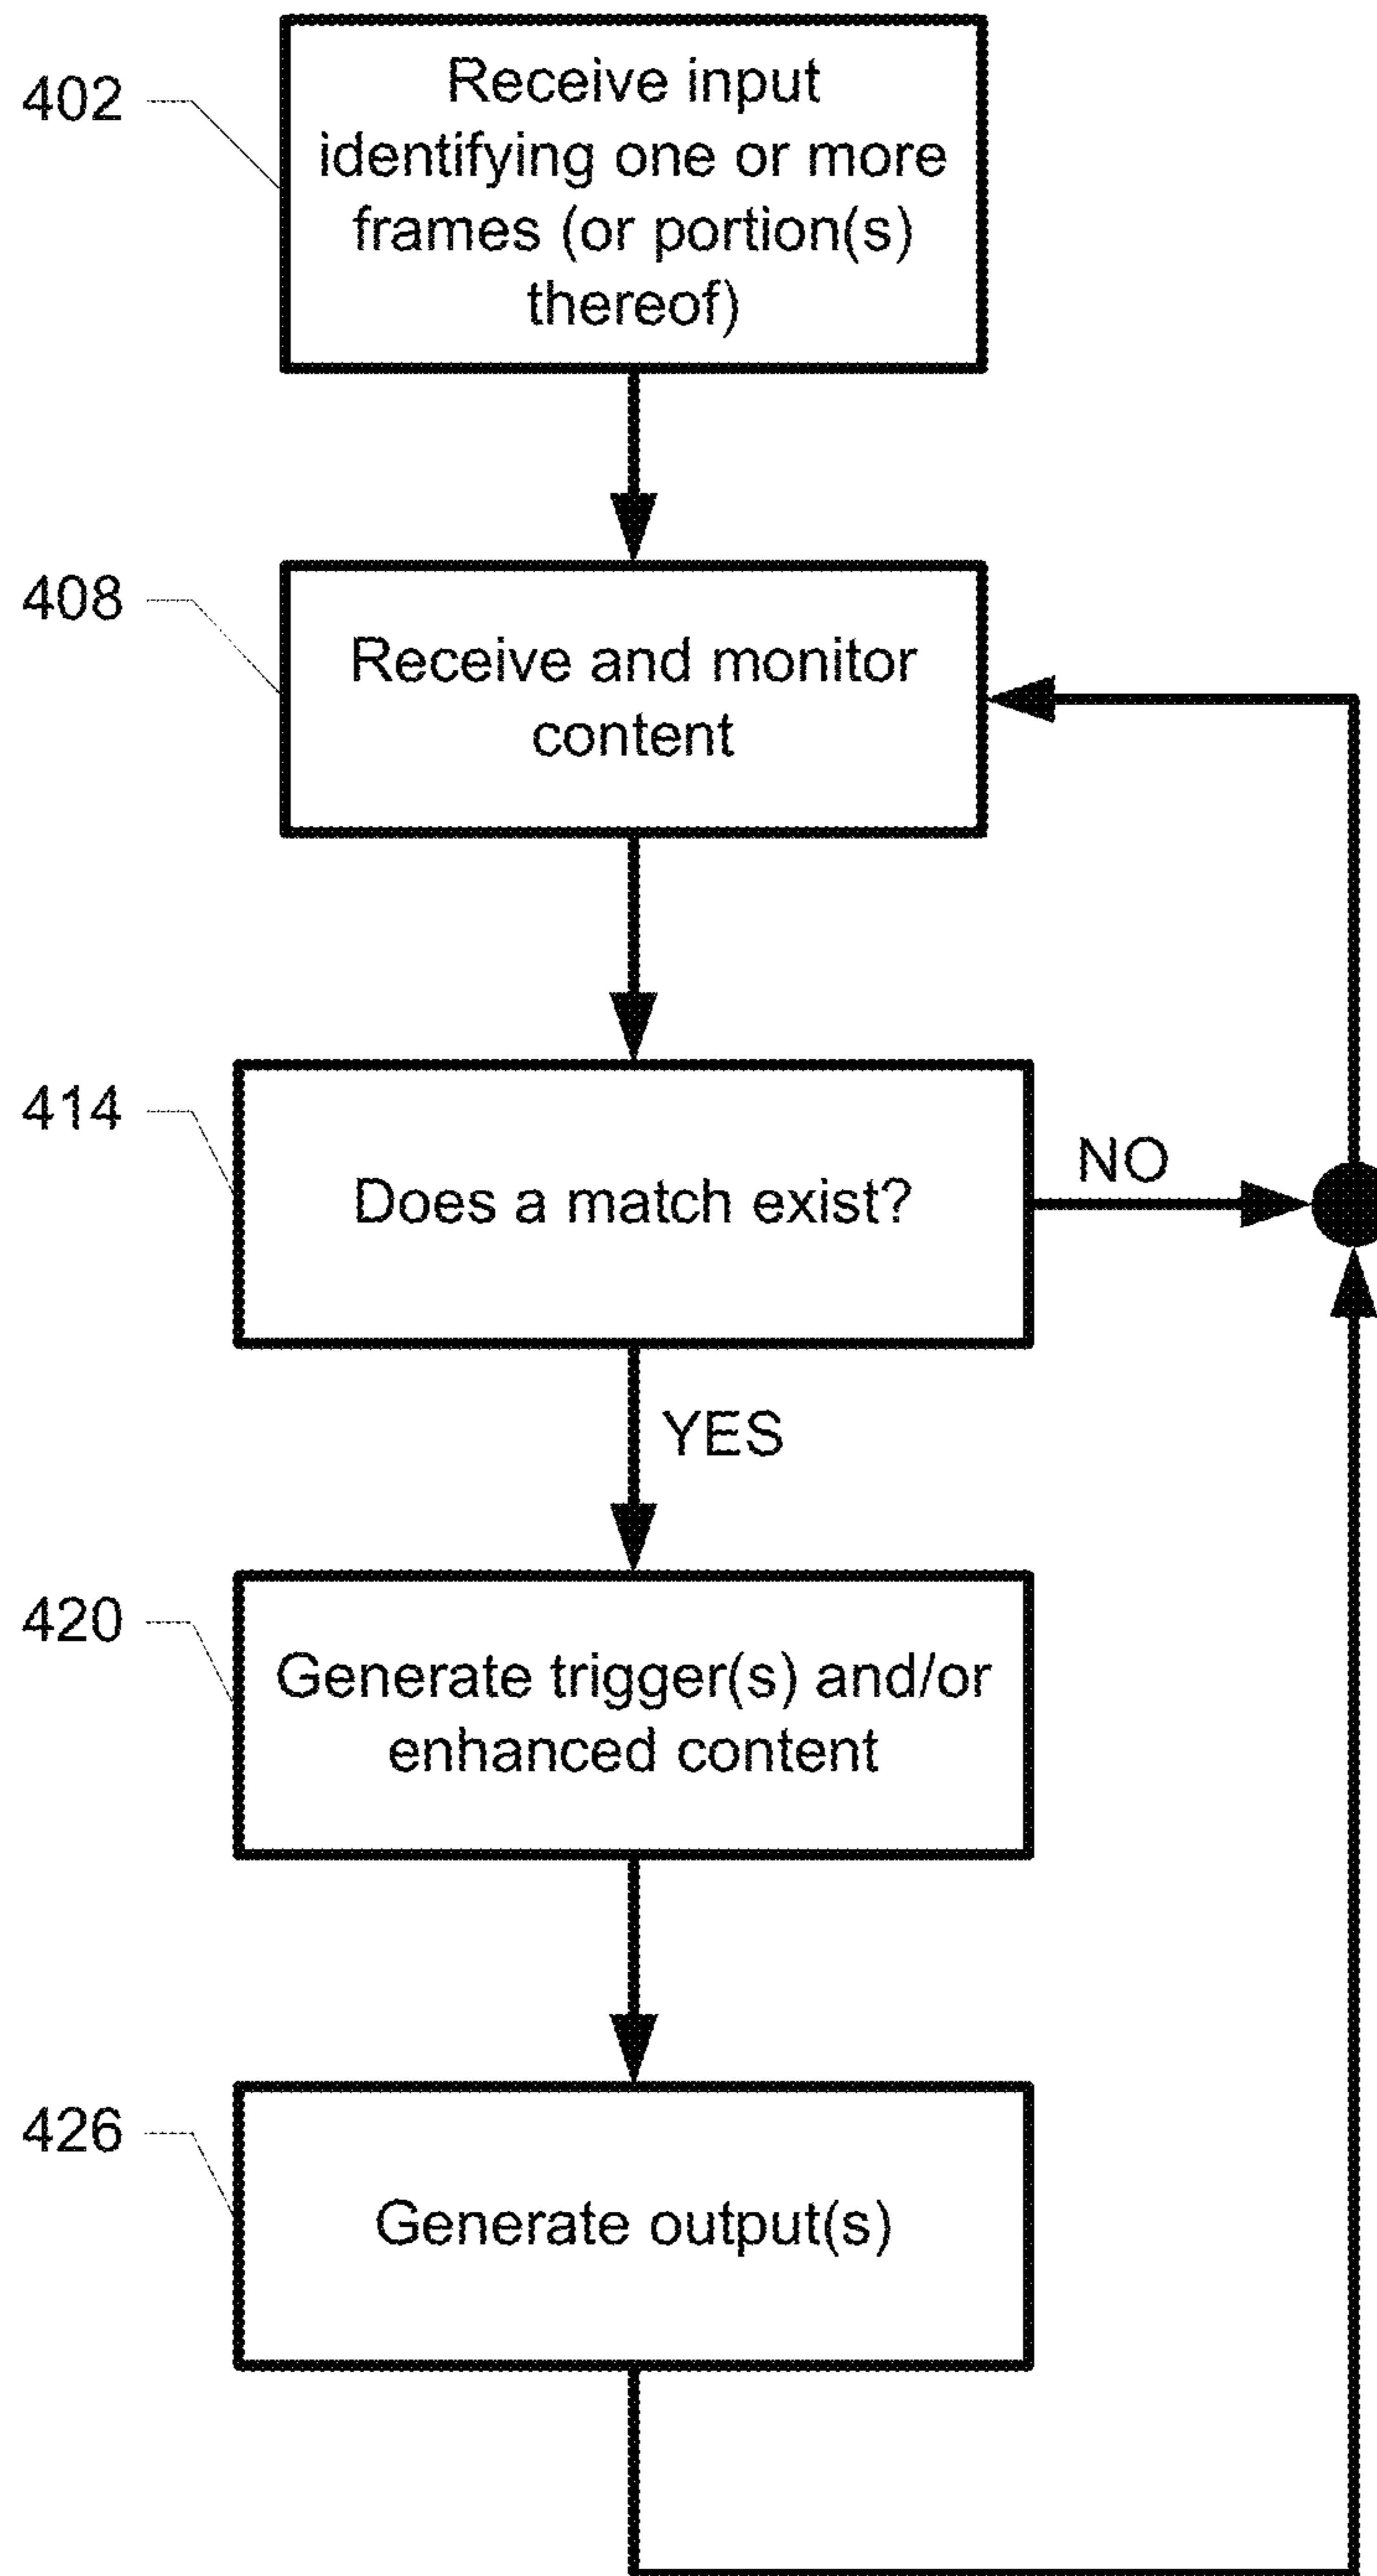 402
Receive input
identifying one or more
frames (or portion(s)
thereof)
408
Receive and monitor
content
414
Does a match exist?
NO
YES
420
Generate trigger(s) and/or
enhanced content
426
Generate output(s)